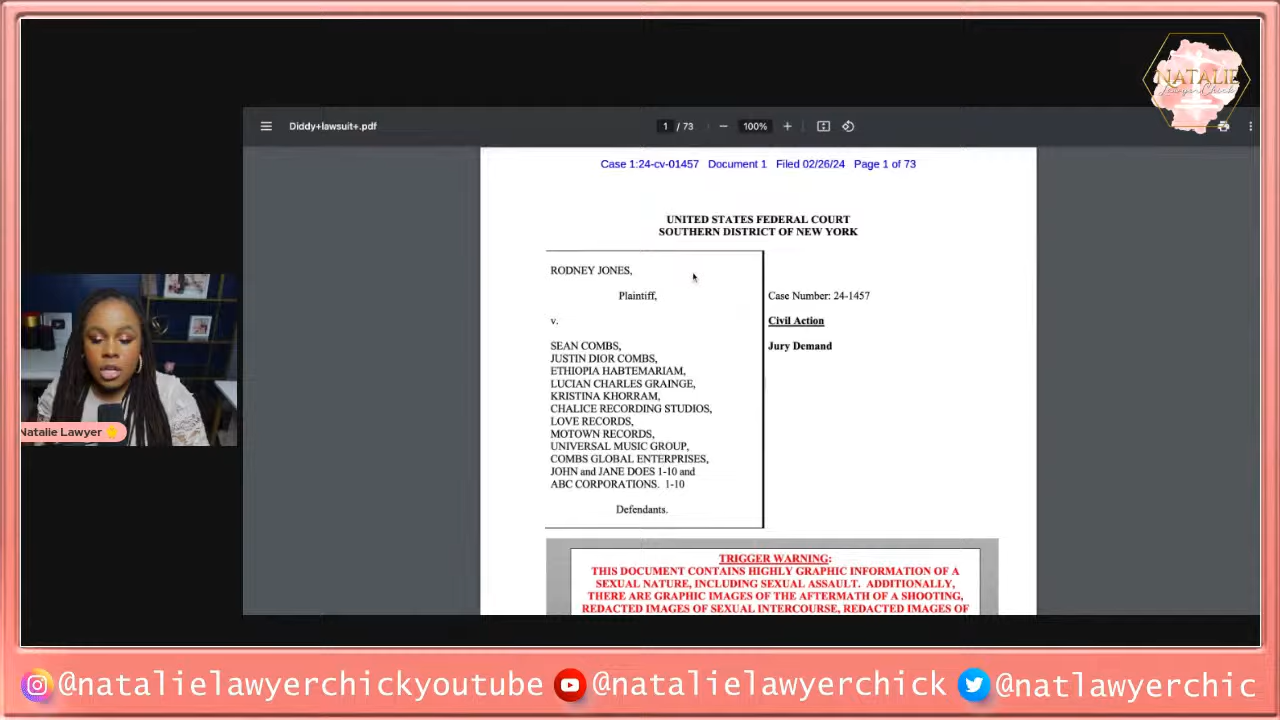 NATALIE
LawyerChick
Diddy+lawsuit+.pdf
1 / 73
100%
Case 1:24-cv-01457 Document 1 Filed 02/26/24 Page 1 of 73
UNITED STATES FEDERAL COURT
SOUTHERN DISTRICT OF NEW YORK
RODNEY JONES,
Plaintiff,
v.
SEAN COMBS,
JUSTIN DIOR COMBS,
ETHIOPIA HABTEMARIAM,
LUCIAN CHARLES GRAINGE,
KRISTINA KHORRAM,
CHALICE RECORDING STUDIOS,
LOVE RECORDS,
MOTOWN RECORDS,
UNIVERSAL MUSIC GROUP,
COMBS GLOBAL ENTERPRISES,
JOHN and JANE DOES 1-10 and
ABC CORPORATIONS. 1-10
Defendants.
Case Number: 24-1457
Civil Action
Jury Demand
TRIGGER WARNING:
THIS DOCUMENT CONTAINS HIGHLY GRAPHIC INFORMATION OF A
SEXUAL NATURE, INCLUDING SEXUAL ASSAULT. ADDITIONALLY,
THERE ARE GRAPHIC IMAGES OF THE AFTERMATH OF A SHOOTING,
REDACTED IMAGES OF SEXUAL INTERCOURSE, REDACTED IMAGES OF
Natalie Lawyer
@natalielawyerchickyoutube @natalielawyerchick @natlawyerchic